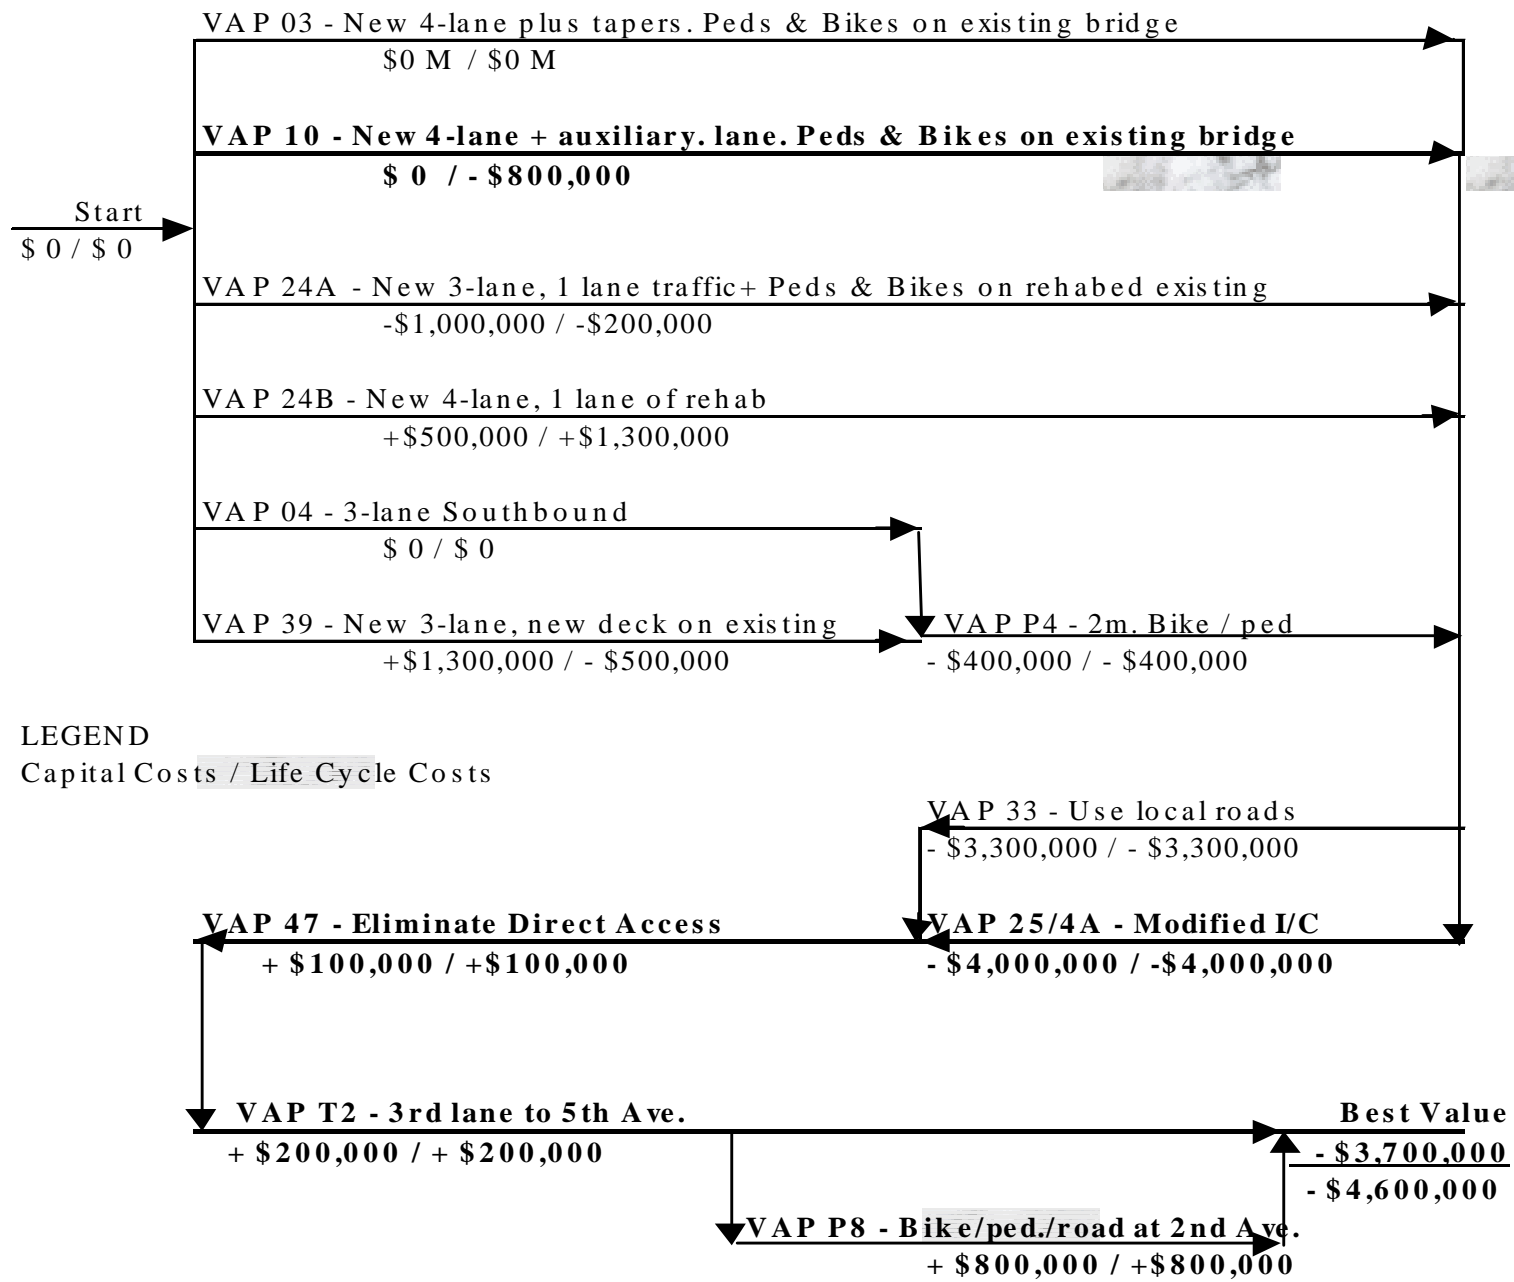 VAP 03 - New 4-lane plus tapers. Peds & Bikes on existing bridge
$0 M / $0 M
VAP 10 - New 4-lane + auxiliary. lane. Peds & Bikes on existing bridge
$ 0 / - $800,000
Start
$ 0 / $ 0
VAP 24A - New 3-lane, 1 lane traffic+ Peds & Bikes on rehabed existing
-$1,000,000 / -$200,000
VAP 24B - New 4-lane, 1 lane of rehab
+$500,000 / +$1,300,000
VAP 04 - 3-lane Southbound
$ 0 / $ 0
VAP 39 - New 3-lane, new deck on existing
VAP P4 - 2m. Bike / ped
+$1,300,000 / - $500,000
- $400,000 / - $400,000
LEGEND
Capital Costs / Life Cycle Costs
VAP 33 - Use local roads
- $3,300,000 / - $3,300,000
VAP 47 - Eliminate Direct Access
VAP 25/4A - Modified I/C
+ $100,000 / +$100,000
- $4,000,000 / -$4,000,000
VAP T2 - 3rd lane to 5th Ave.
Best Value
+ $200,000 / + $200,000
- $3,700,000
- $4,600,000
VAP P8 - Bike/ped./road at 2nd Ave.
+ $800,000 / +$800,000